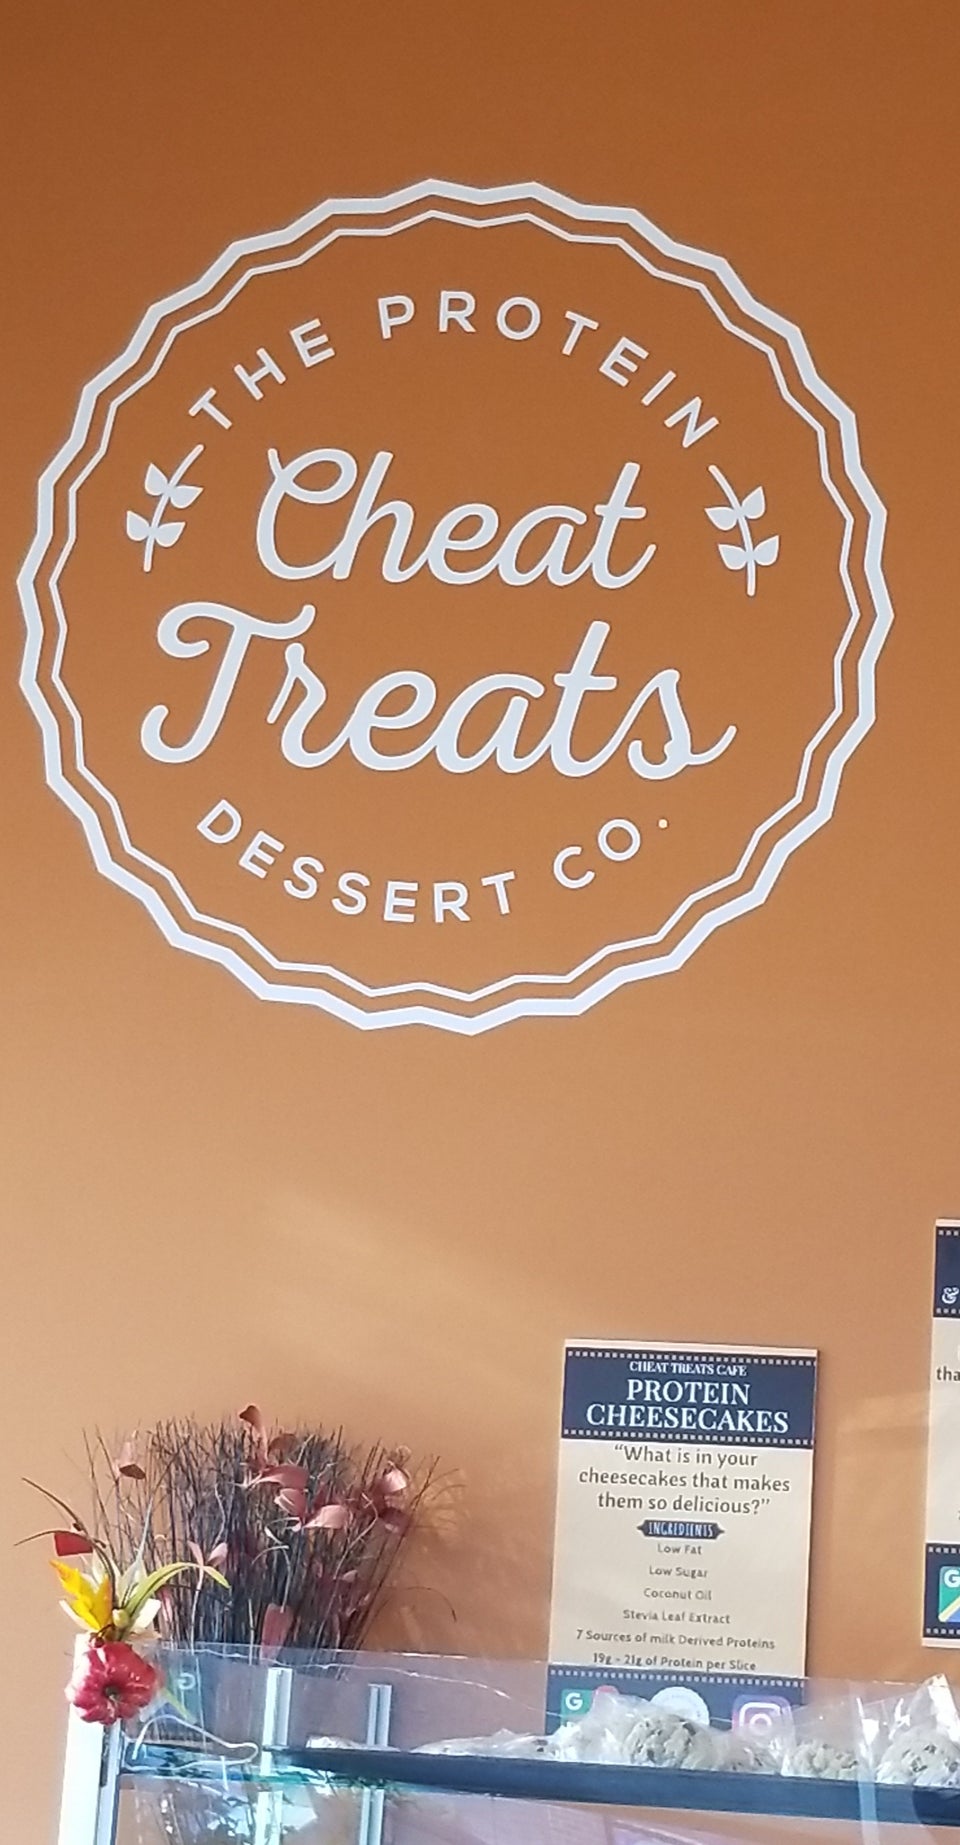 THE PROTEIN
Cheat
Treats
DESSERT CO.
CHEAT TREATS CAFE
PROTEIN
CHEESECAKES
"What is in your
cheesecakes that makes
them so delicious?"
INGREDIENTS
Low Fat
Low Sugar
Coconut Oil
Stevia Leaf Extract
7 Sources of milk Derived Proteins
19g - 21g of Protein per Slice
G
&
tha
G